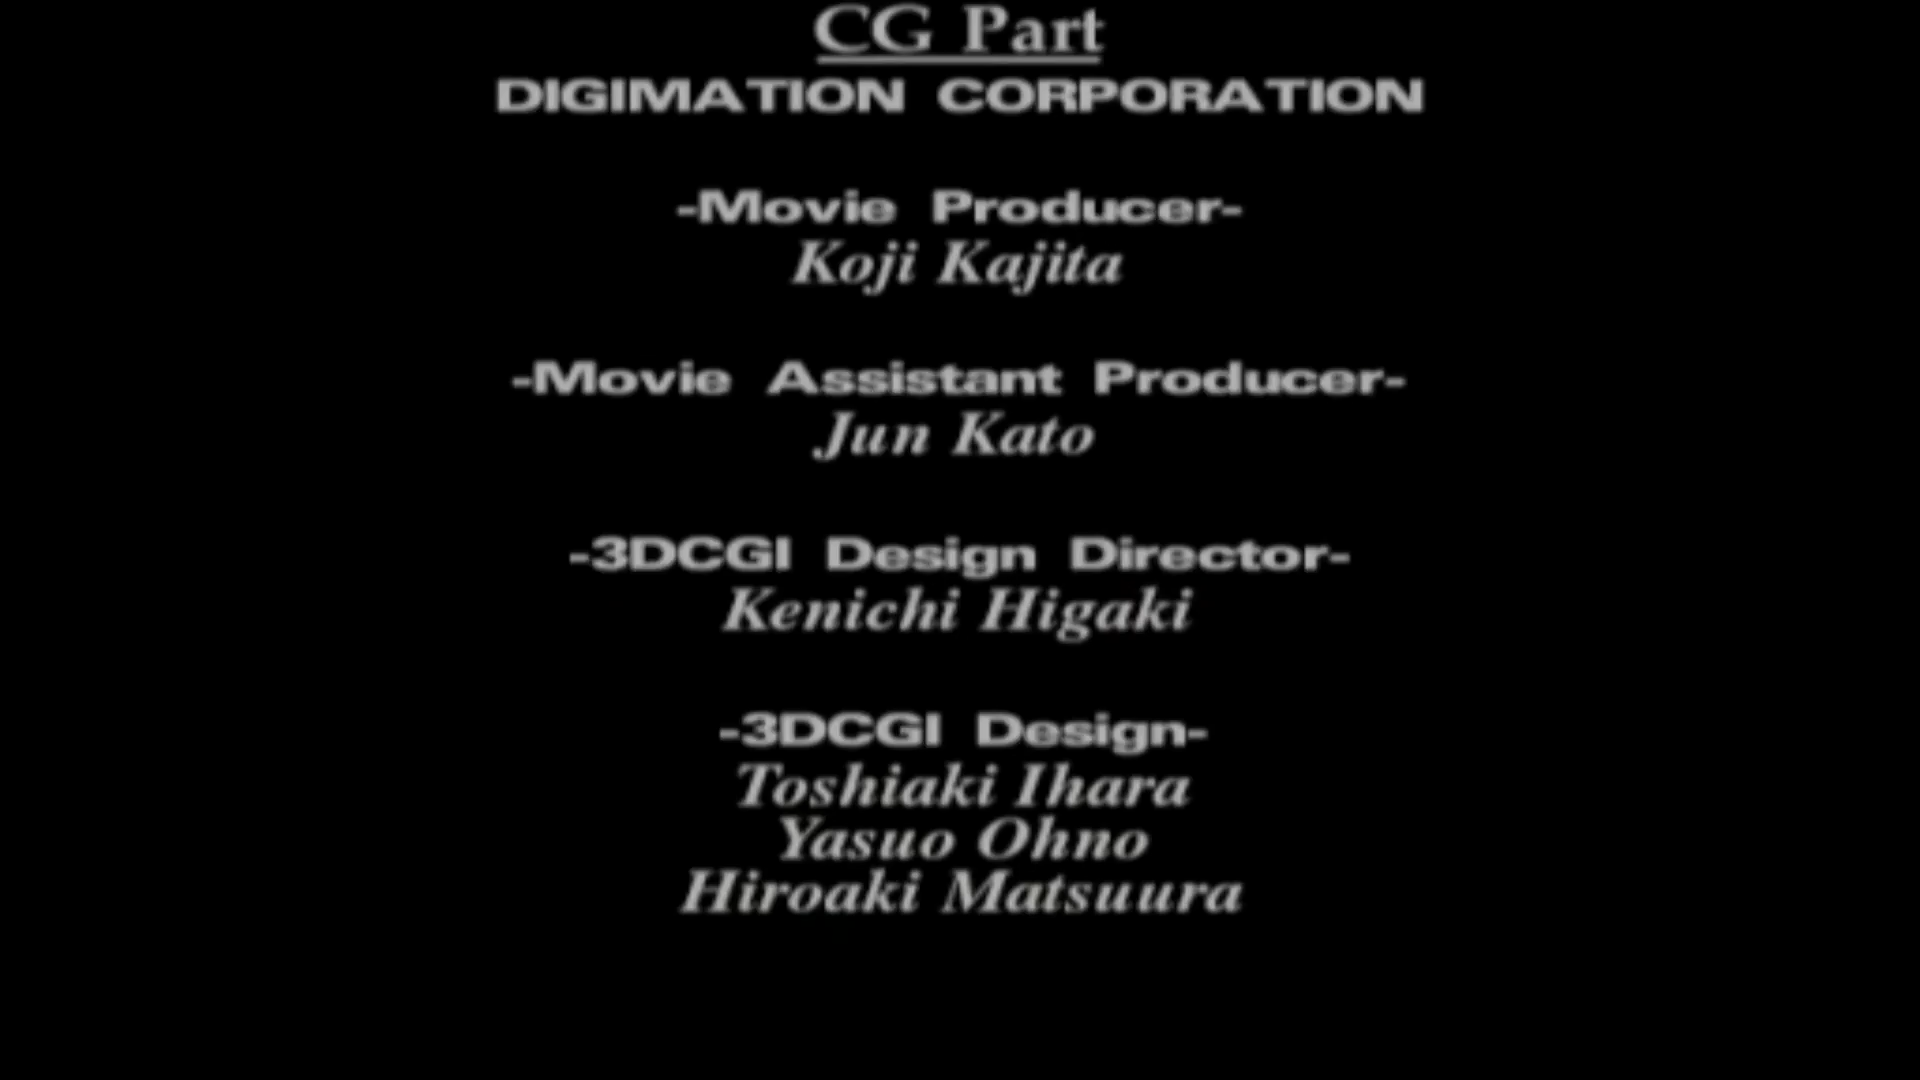 CG Part
DIGIMATION CORPORATION
-Movie Producer-
Koji Kajita
-Movie Assistant Producer-
Jun Kato
-3DCGI Design Director-
Kenichi Higaki
-3DCGI Design-
Toshiaki Ihara
Yasuo Ohno
Hiroaki Matsuura